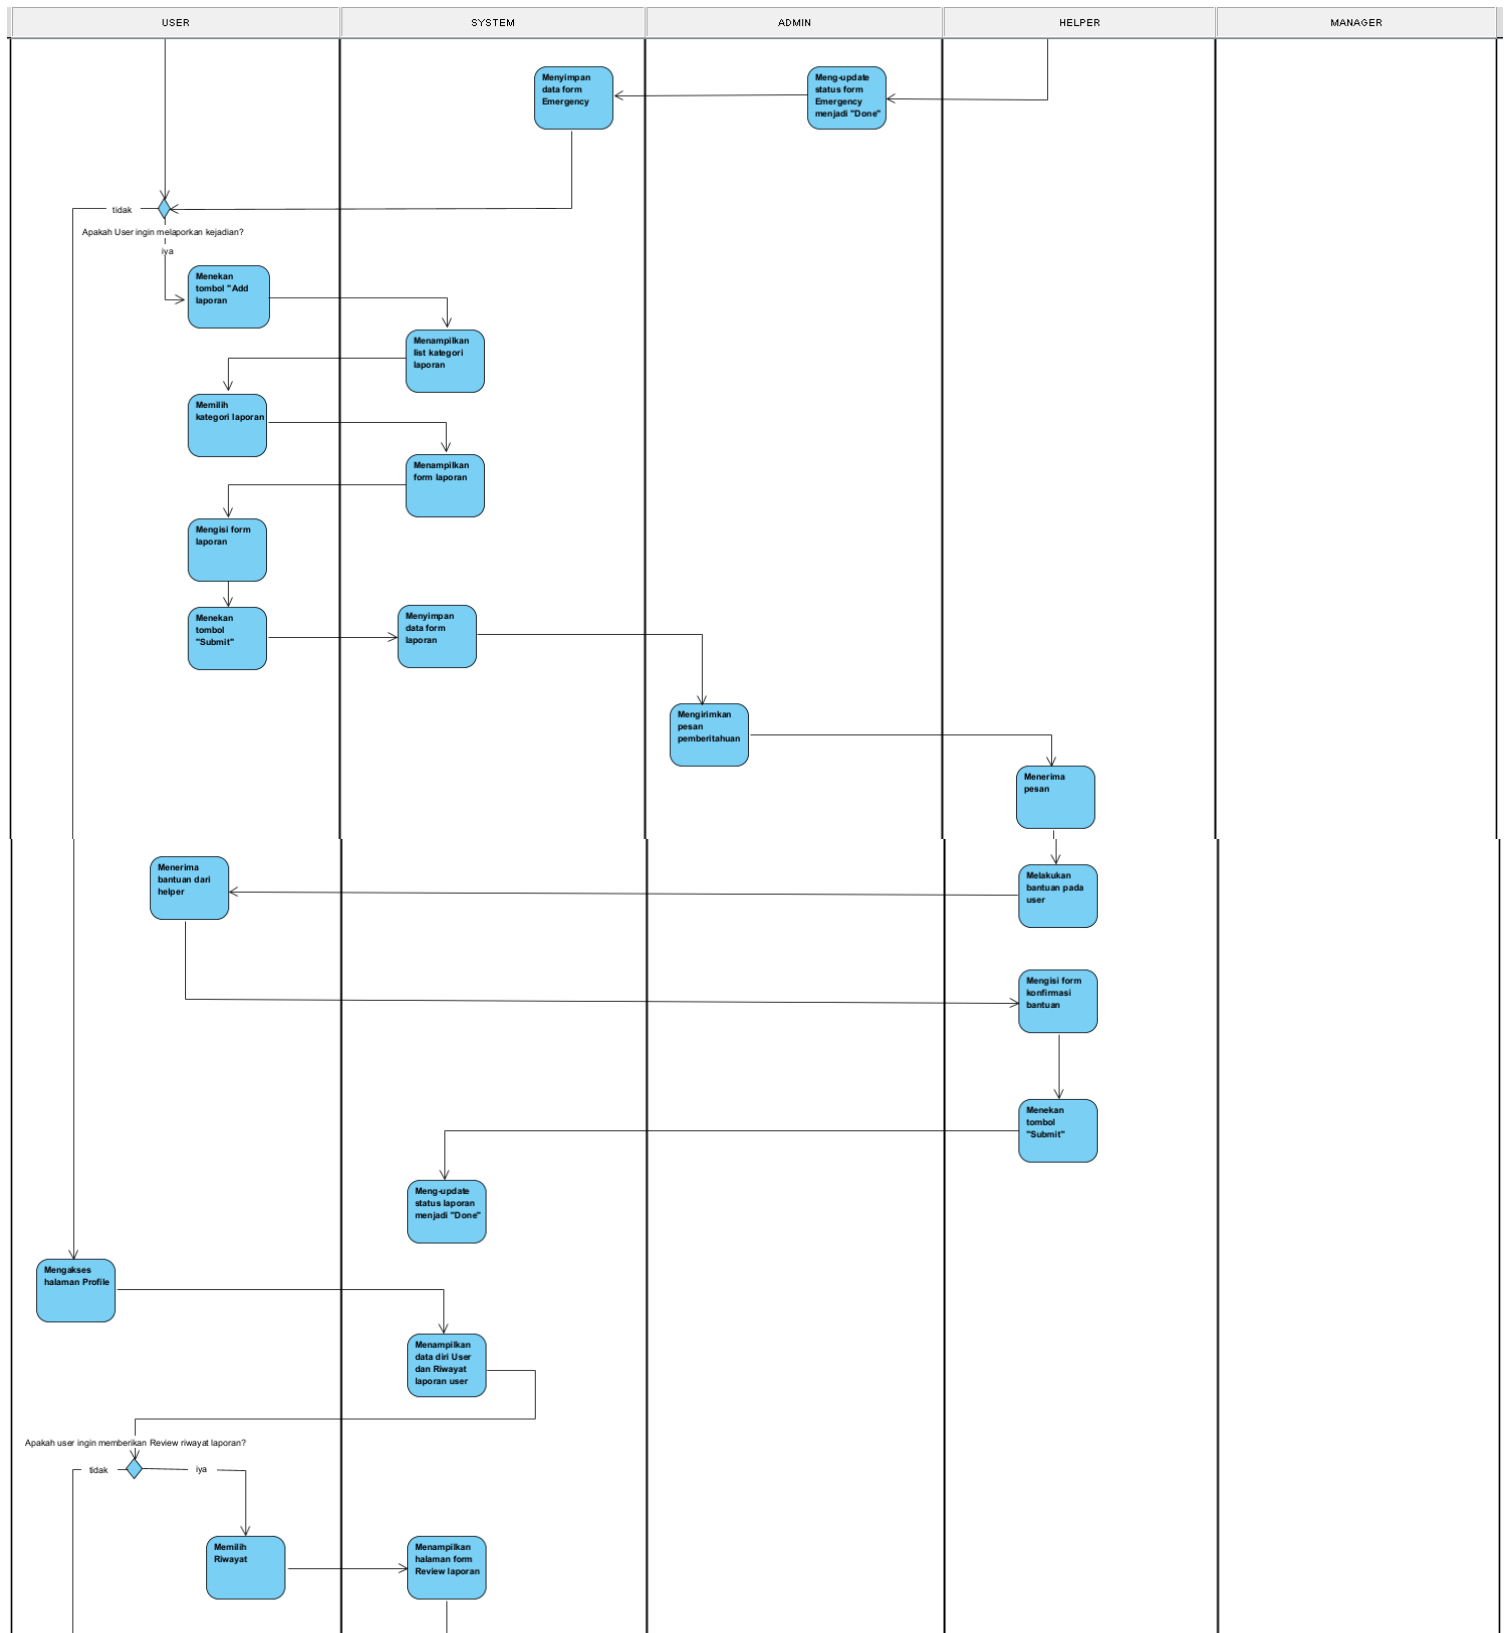 USER
SYSTEM
ADMIN
HELPER
MANAGER
Menyimpan
data form
Emergency
Meng-update
status form
Emergency
menjadi "Done"
tidak
Apakah User ingin melaporkan kejadian?
iya
Menekan
tombol "Add
laporan
Menampilkan
list kategori
laporan
Memilih
kategori laporan
Menampilkan
form laporan
Mengisi form
laporan
Menekan
tombol
"Submit"
Menyimpan
data form
laporan
Mengirimkan
pesan
pemberitahuan
Menerima
pesan
Menerima
bantuan dari
helper
Melakukan
bantuan pada
user
Mengisi form
konfirmasi
bantuan
Menekan
tombol
"Submit"
Meng-update
status laporan
menjadi "Done"
Mengakses
halaman Profile
Menampilkan
data diri User
dan Riwayat
laporan user
Apakah user ingin memberikan Review riwayat laporan?
tidak
iya
Memilih
Riwayat
Menampilkan
halaman form
Review laporan